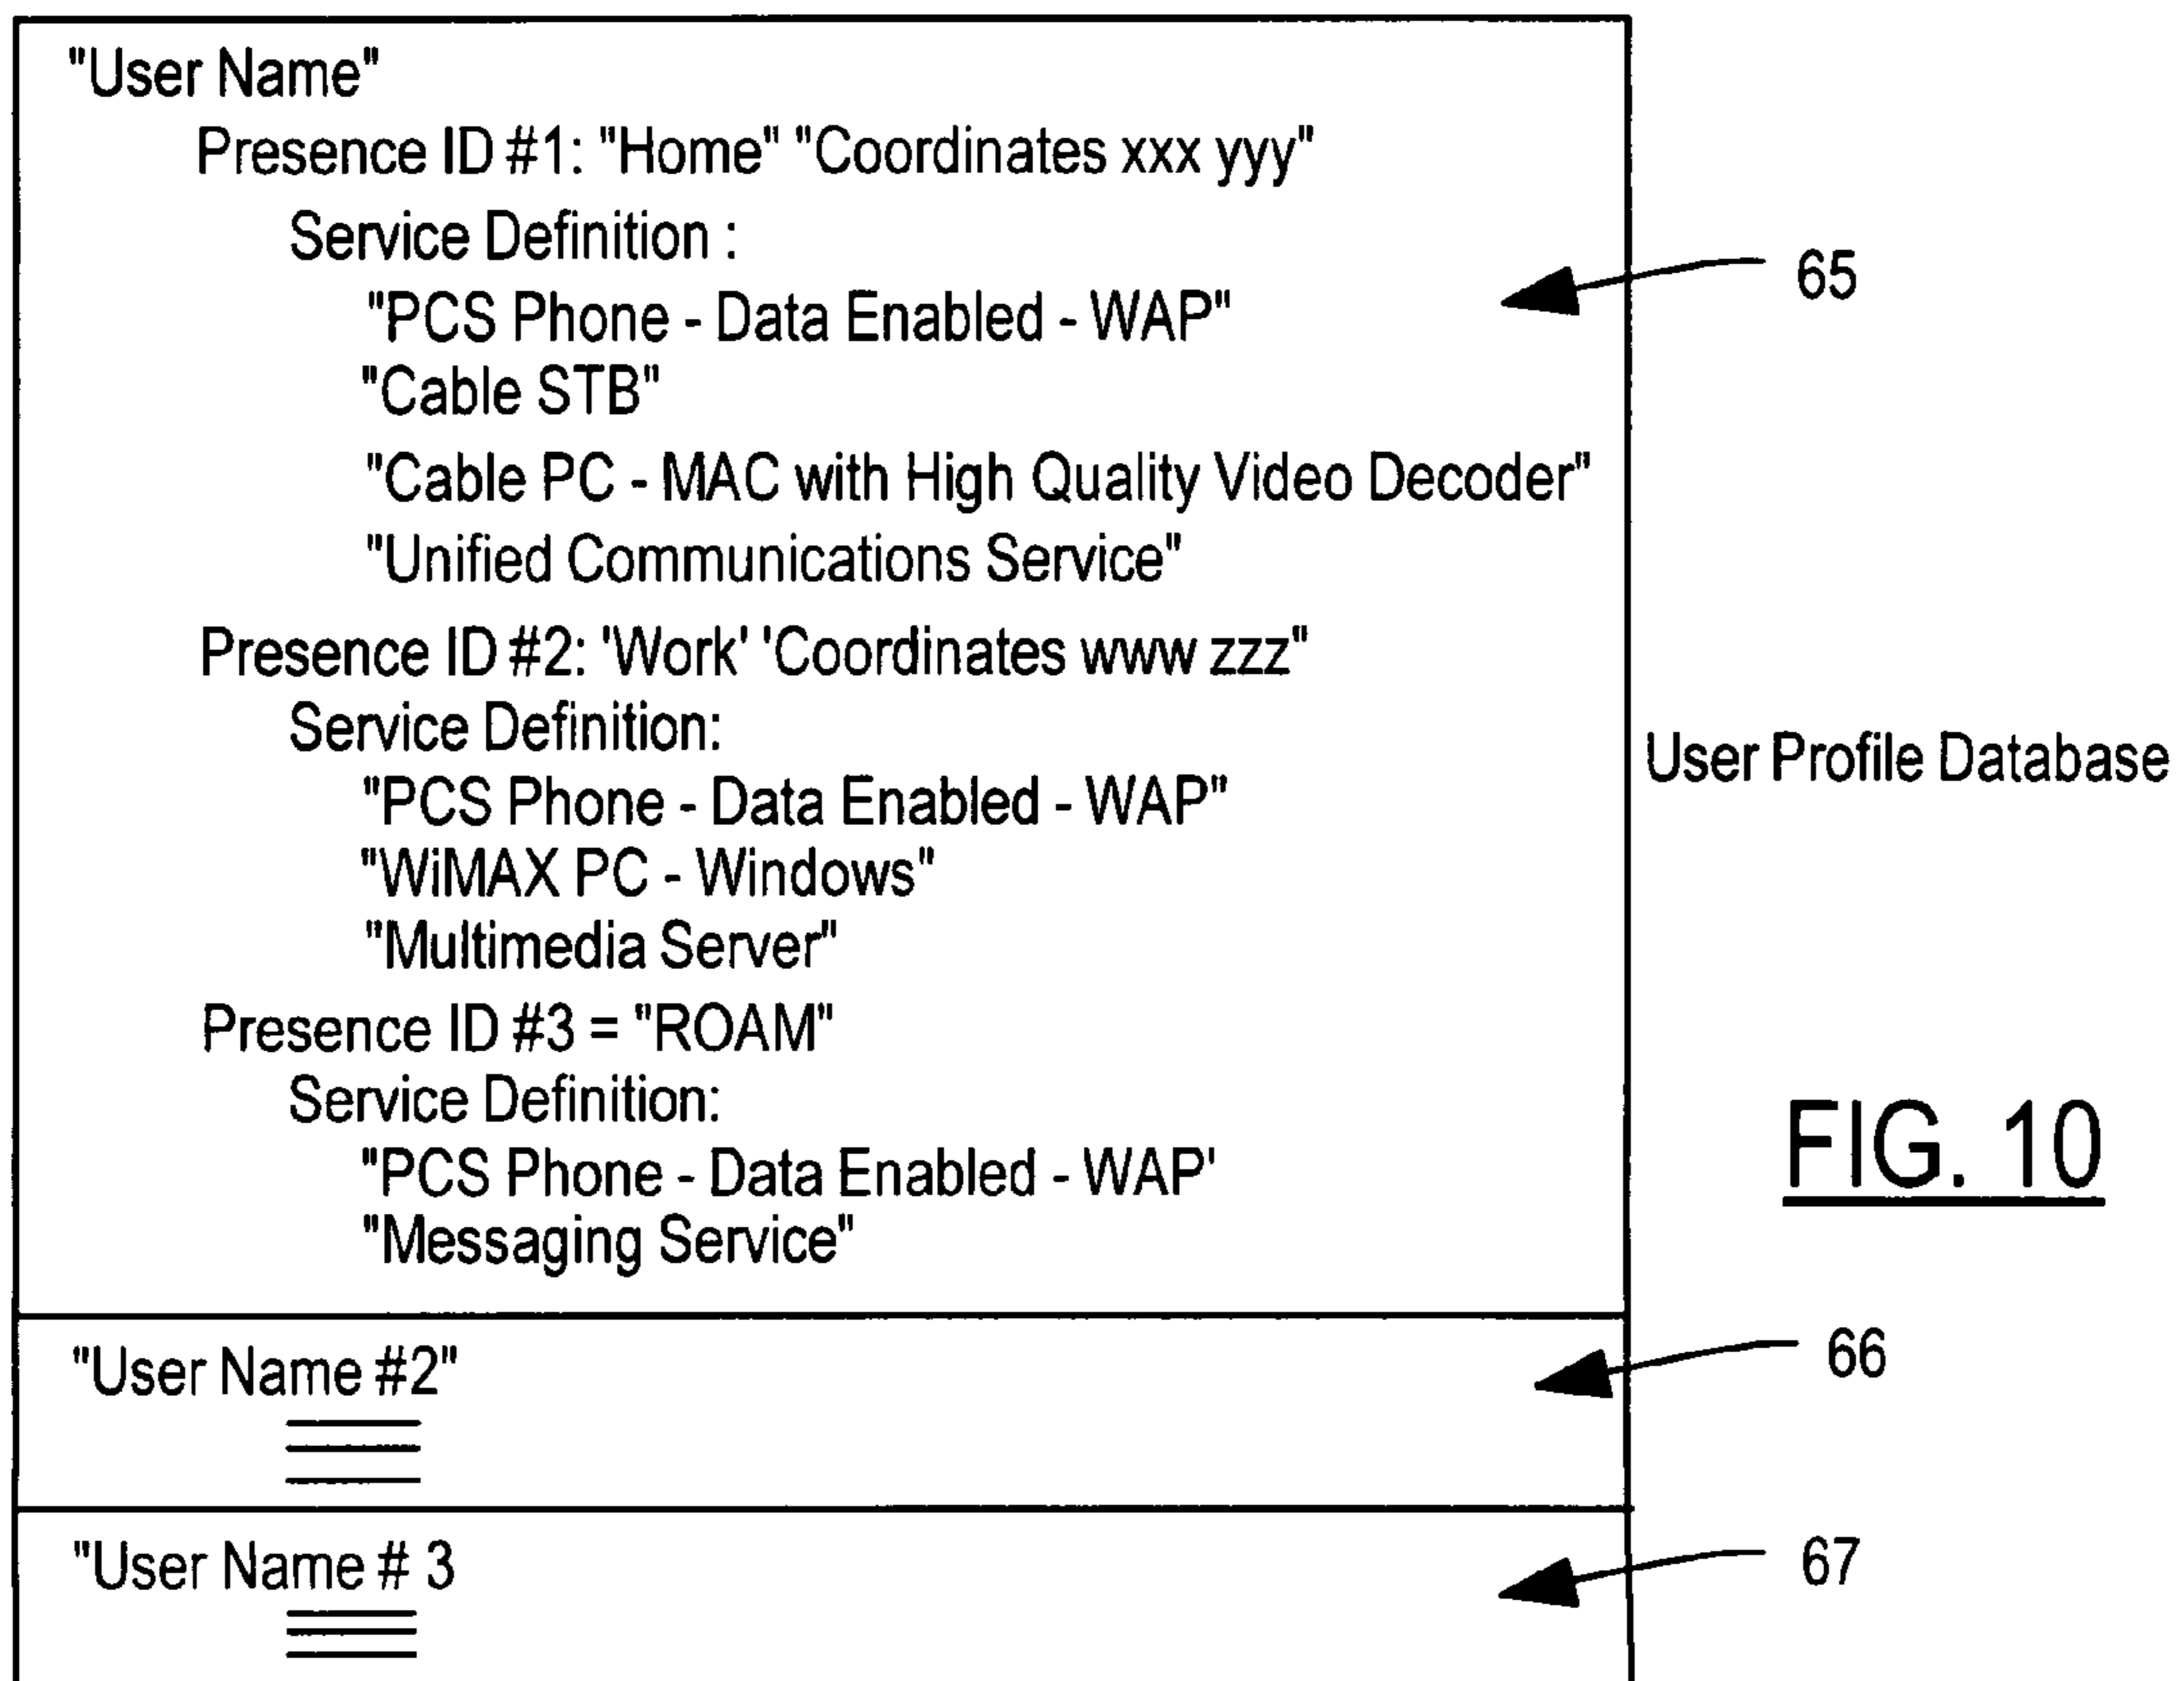 "User Name"
Presence ID #1: "Home" "Coordinates xxx yyy"
Service Definition :
"PCS Phone - Data Enabled - WAP"
"Cable STB"
"Cable PC - MAC with High Quality Video Decoder"
"Unified Communications Service"
Presence ID #2: 'Work' 'Coordinates www zzz"
Service Definition:
"PCS Phone - Data Enabled - WAP"
"WiMAX PC - Windows"
"Multimedia Server"
Presence ID #3 = "ROAM"
Service Definition:
"PCS Phone - Data Enabled - WAP'
"Messaging Service"
"User Name #2"
"User Name # 3
65
User Profile Database
FIG. 10
66
67